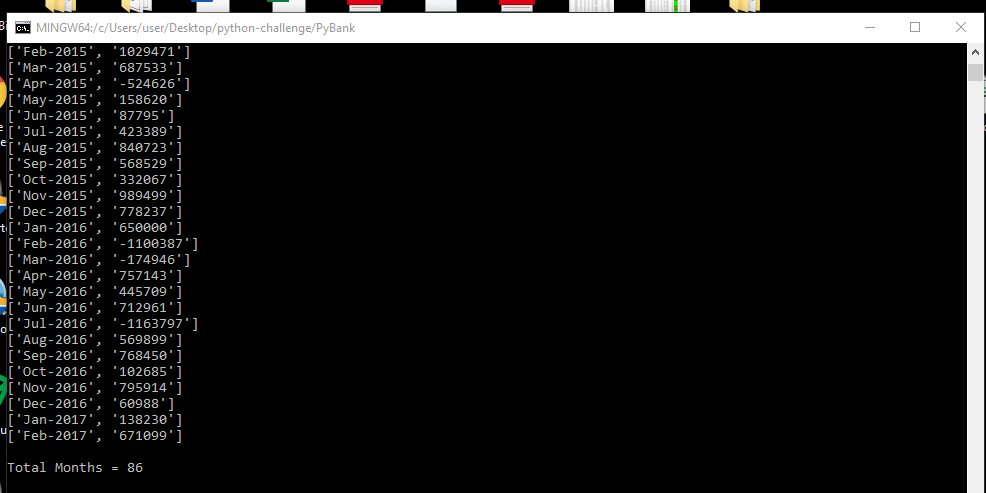 MINGW64:/c/Users/user/Desktop/python-challenge/PyBank
['Feb-2015', '1029471']
['Mar-2015', '687533']
['Apr-2015', '-524626']
['May-2015', '158620']
['Jun-2015', '87795']
['Jul-2015', '423389']
['Aug-2015', '840723']
['Sep-2015', '568529']
['Oct-2015', '332067']
['Nov-2015', '989499']
['Dec-2015', '778237']
['Jan-2016', '650000']
['Feb-2016', '-1100387']
['Mar-2016', '-174946']
['Apr-2016', '757143']
['May-2016', '445709']
['Jun-2016', '712961']
['Jul-2016', '-1163797']
['Aug-2016', '569899']
['Sep-2016', '768450']
['Oct-2016', '102685']
['Nov-2016', '795914']
['Dec-2016', '60988']
['Jan-2017', '138230']
['Feb-2017', '671099']
Total Months = 86